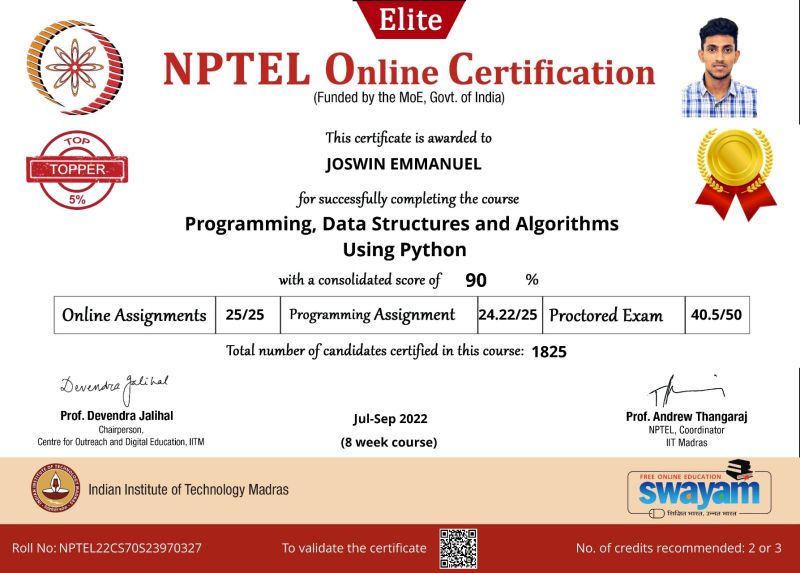 Elite
NPTEL Online Certification
(Funded by the MoE, Govt. of India)
This certificate is awarded to
JOSWIN EMMANUEL
TOP
TOPPER
5%
for successfully completing the course
Programming, Data Structures and Algorithms
Using Python
with a consolidated score of 90 %
Online Assignments 25/25 Programming Assignment 24.22/25 Proctored Exam 40.5/50
Total number of candidates certified in this course: 1825
Devendra Jalihal
Prof. Devendra Jalihal
Chairperson,
Centre for Outreach and Digital Education, IITM
Jul-Sep 2022
(8 week course)
Prof. Andrew Thangaraj
NPTEL, Coordinator
IIT Madras
Indian Institute of Technology Madras
FREE ONLINE EDUCATION
swayam
शिक्षित भारत, उन्नत भारत
Roll No: NPTEL22CS70S23970327 To validate the certificate No. of credits recommended: 2 or 3